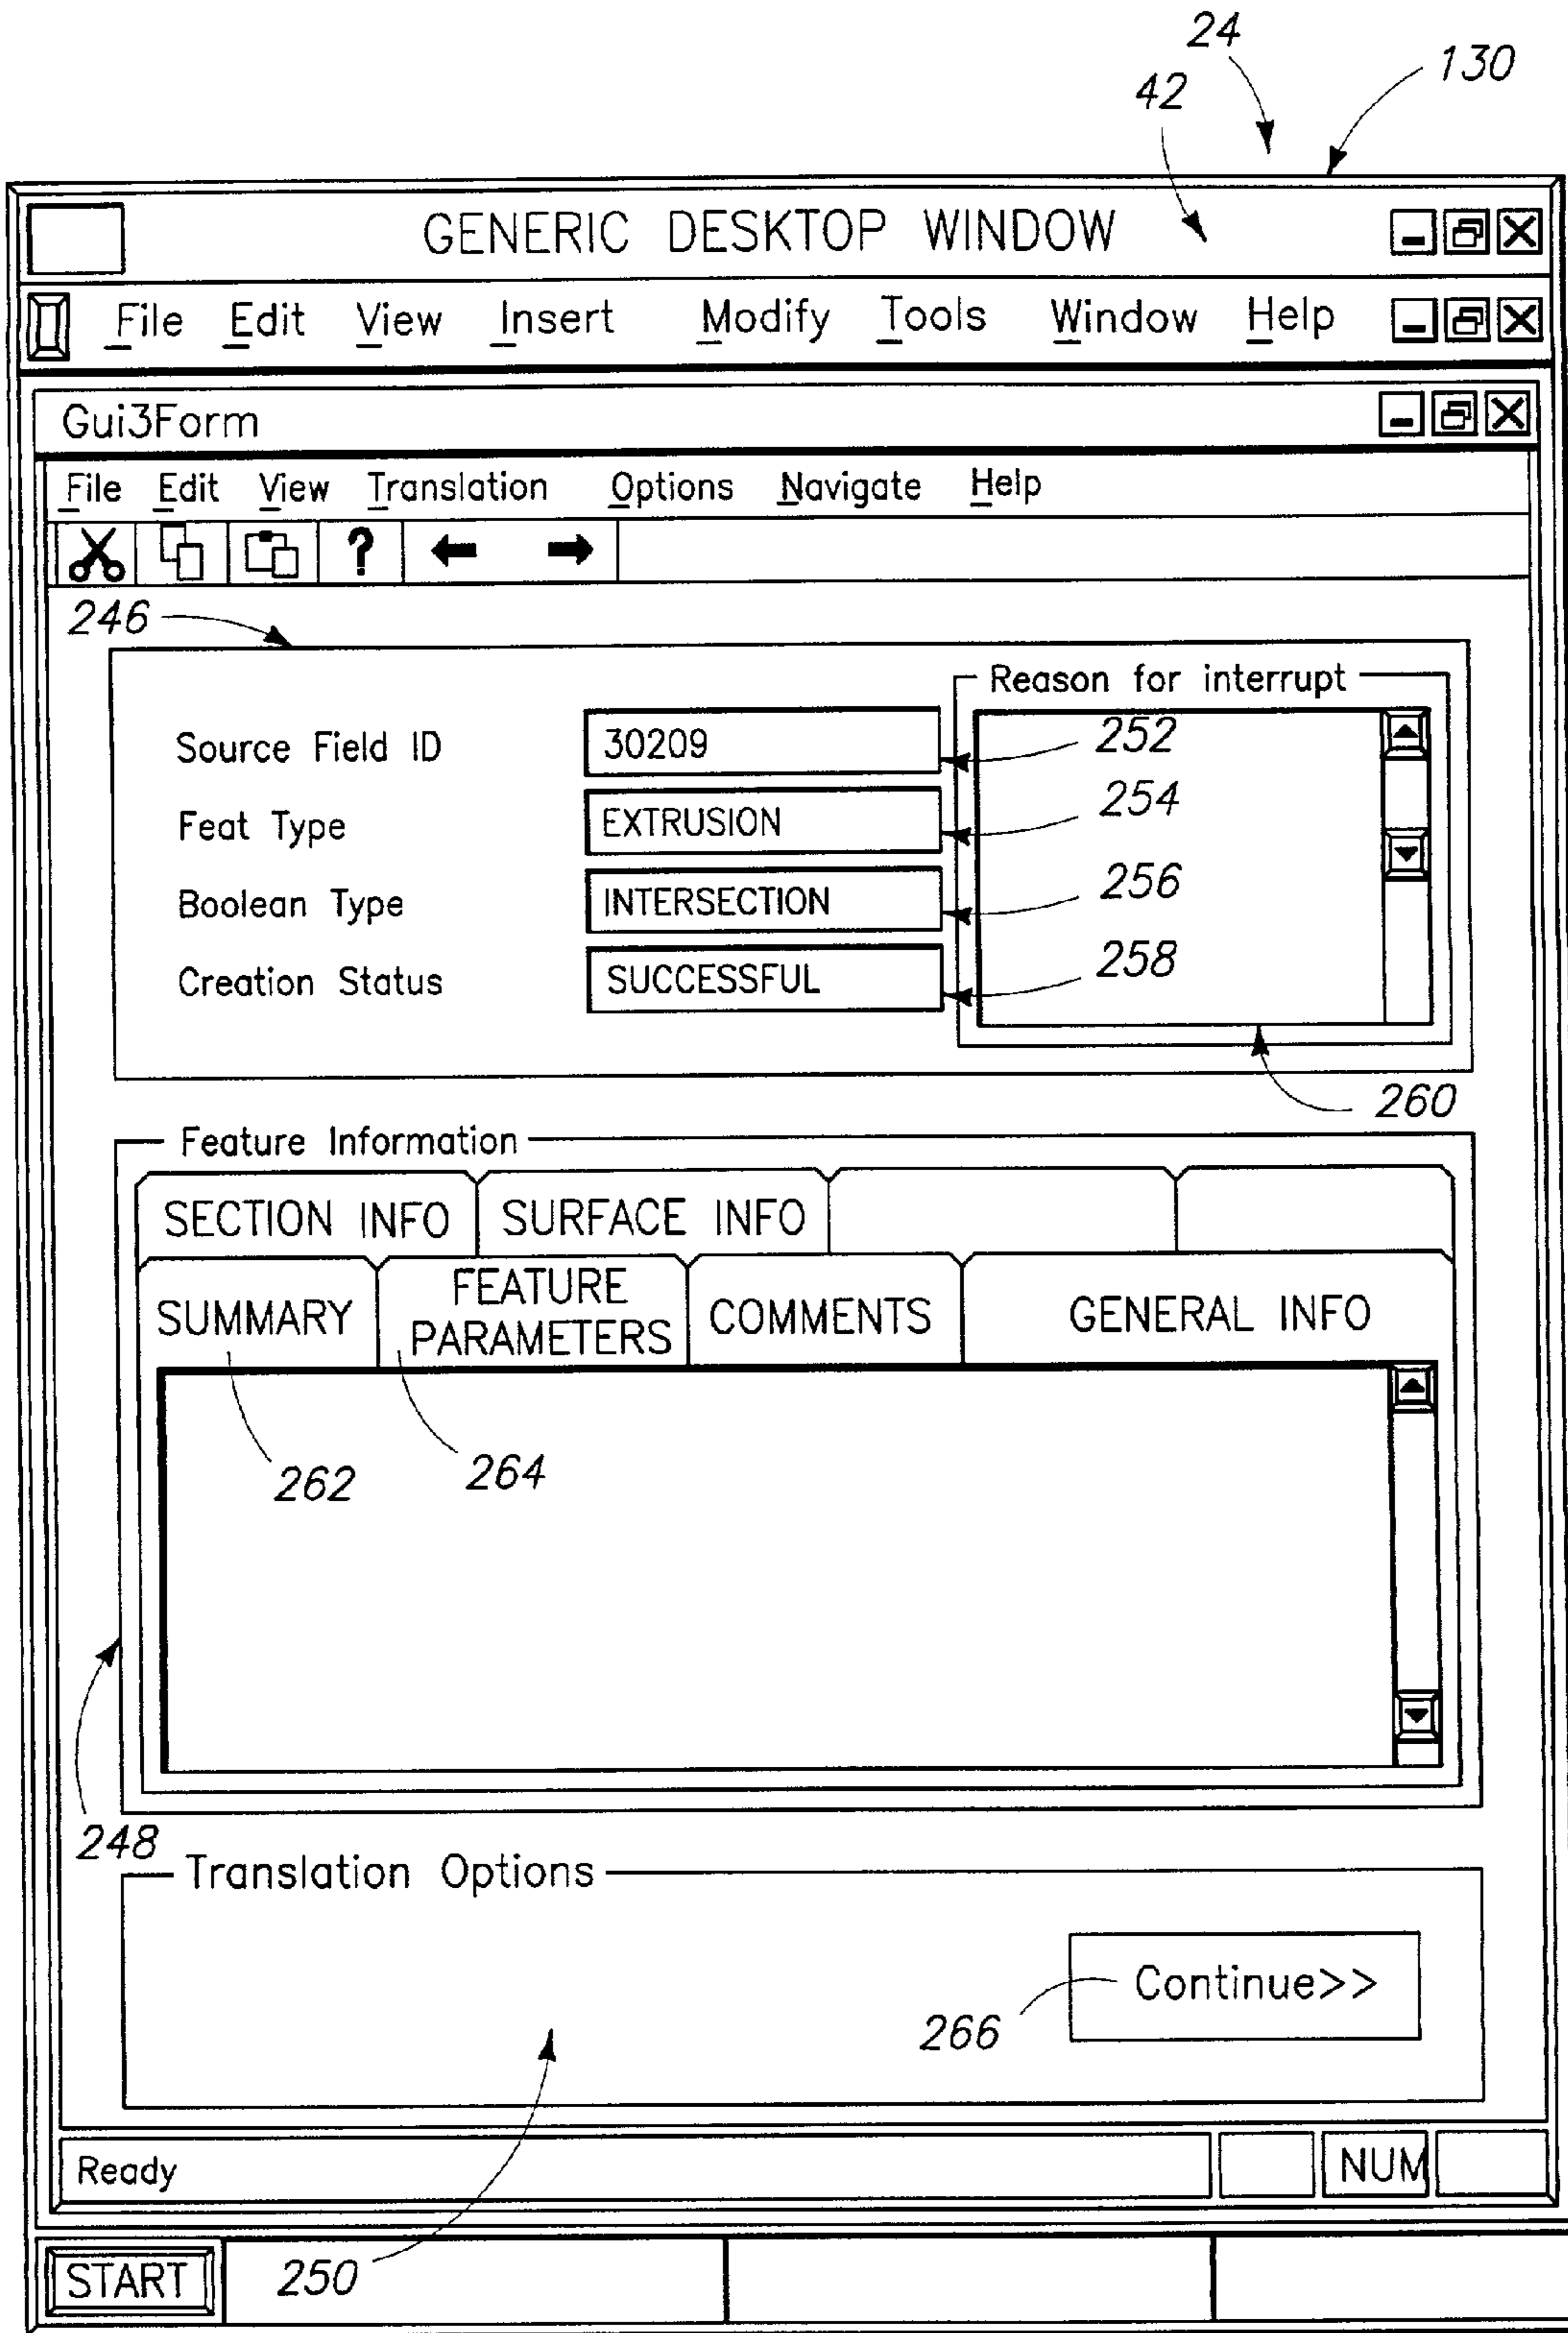 24
130
42
GENERIC DESKTOP WINDOW
File Edit View Insert Modify Tools Window Help
Gui3Form
File Edit View Translation Options Navigate Help
?
246
Reason for interrupt
Source Field ID 30209 252
Feat Type EXTRUSION 254
Boolean Type INTERSECTION 256
Creation Status SUCCESSFUL 258
260
Feature Information
SECTION INFO SURFACE INFO
SUMMARY FEATURE PARAMETERS COMMENTS GENERAL INFO
262 264
248
Translation Options
Continue>>
266
Ready NUM
START 250